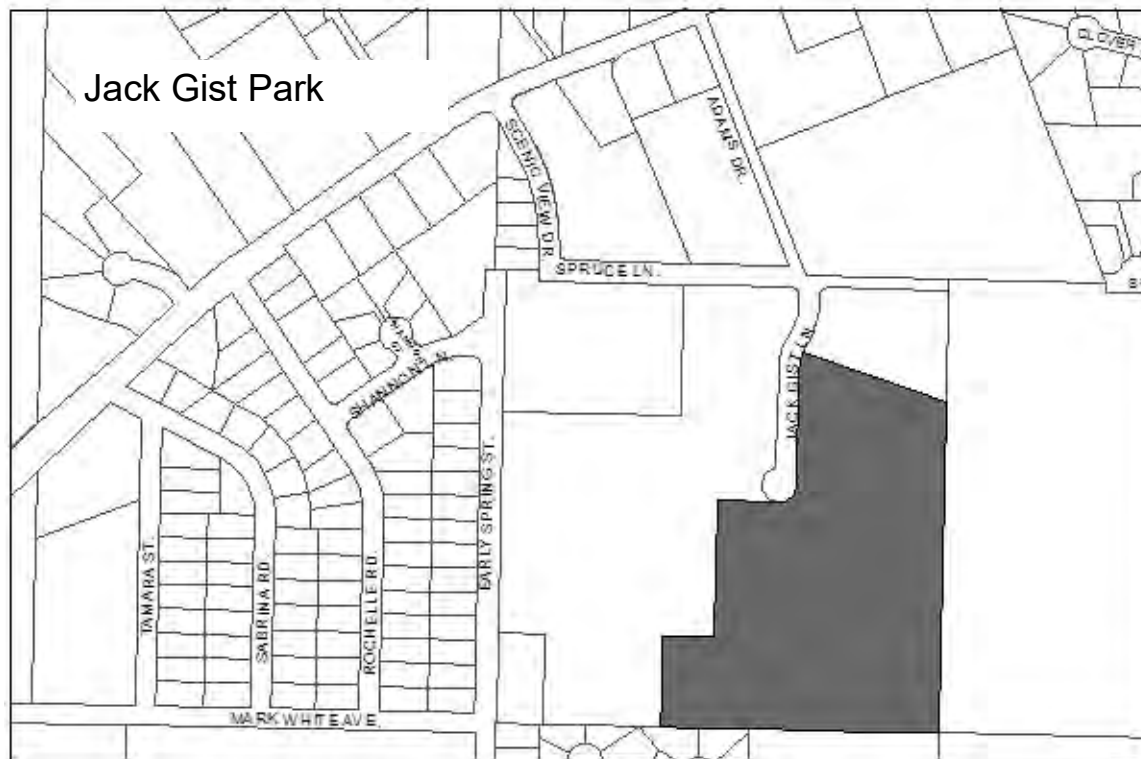 Jack Gist Park
CLOVER
ADANS DR.
SCENIC VIEW DR.
SPRUCE LN.
JACK GIST LN.
SHANNON LN.
EARLY SPRING ST.
TAMARA ST.
SABRINA RD.
ROCHELLE RD.
MARK WHITE AVE.